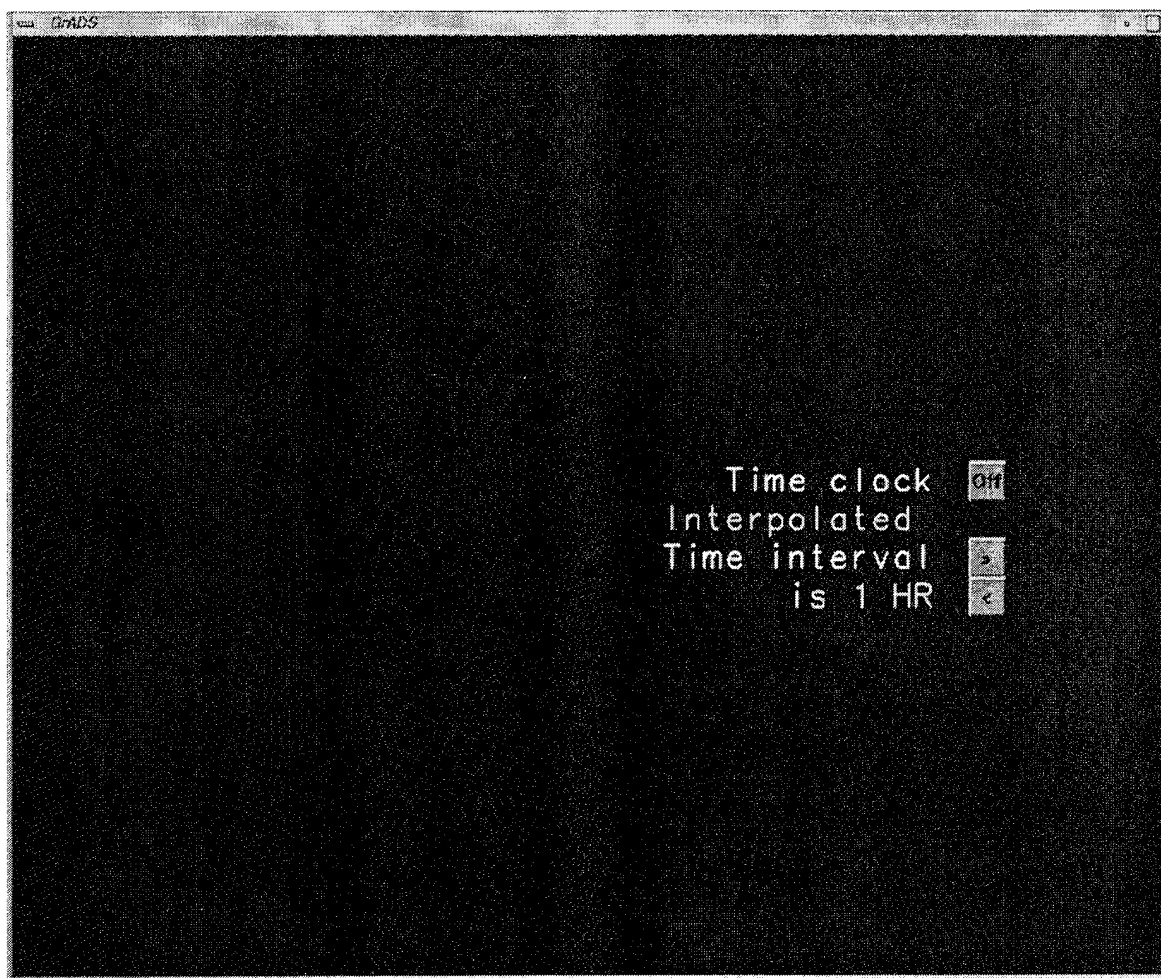 GrADS
Time clock Off
Interpolated
Time interval >
is 1 HR <